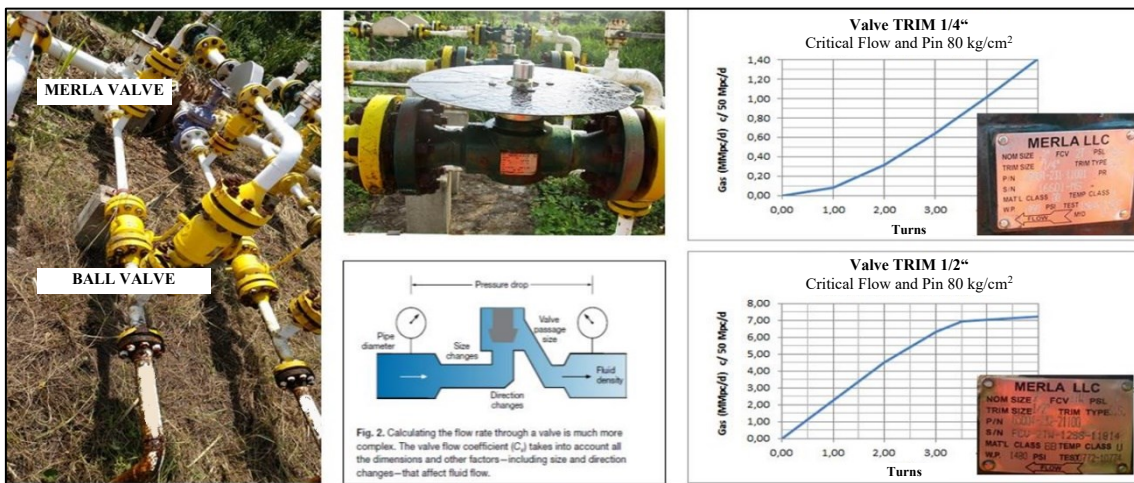 MERLA VALVE
BALL VALVE
Pressure drop
Pipe
diameter
Size
changes
Valve
passage
size
Direction
changes
Fluid
density
Fig. 2. Calculating the flow rate through a valve is much more
complex. The valve flow coefficient (Cv) takes into account all
the dimensions and other factors—including size and direction
changes—that affect fluid flow.
Valve TRIM 1/4“
Critical Flow and Pin 80 kg/cm²
Gas (MMpc/d) c/ 50 Mpc/d
1,40
1,20
1,00
0,80
0,60
0,40
0,20
0,00
0,00 1,00 2,00 3,00
Turns
MERLA LLC
NOM SIZE FCV PSL
TRIM SIZE TRIM TYPE
P/N PR
S/N
MAT'L CLASS TEMP CLASS
W.P. PSI TEST
FLOW
Valve TRIM 1/2“
Critical Flow and Pin 80 kg/cm²
Gas (MMpc/d) c/ 50 Mpc/d
8,00
7,00
6,00
5,00
4,00
3,00
2,00
1,00
0,00
0,00 1,00 2,00 3,00
Turns
MERLA LLC
NOM SIZE FCV PSL
TRIM SIZE TRIM TYPE
P/N
S/N
MAT'L CLASS TEMP CLASS U
W.P. 1480 PSI TEST
FLOW